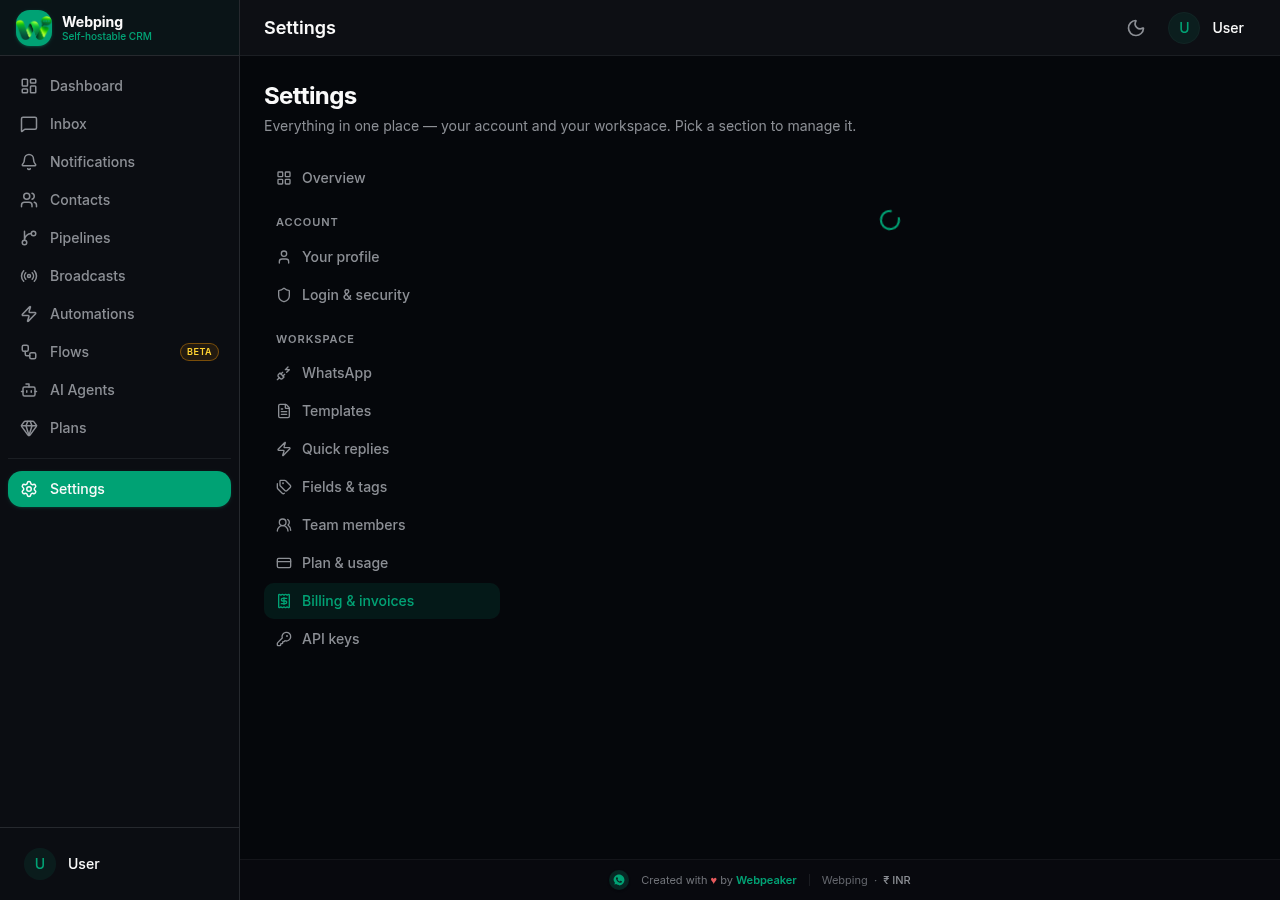 Webping
Self-hostable CRM
Dashboard
Inbox
Notifications
Contacts
Pipelines
Broadcasts
Automations
Flows BETA
AI Agents
Plans
Settings
U User
Settings
U User
Settings
Everything in one place — your account and your workspace. Pick a section to manage it.
Overview
ACCOUNT
Your profile
Login & security
WORKSPACE
WhatsApp
Templates
Quick replies
Fields & tags
Team members
Plan & usage
Billing & invoices
API keys
Created with ♥ by Webpeaker | Webping · ₹ INR